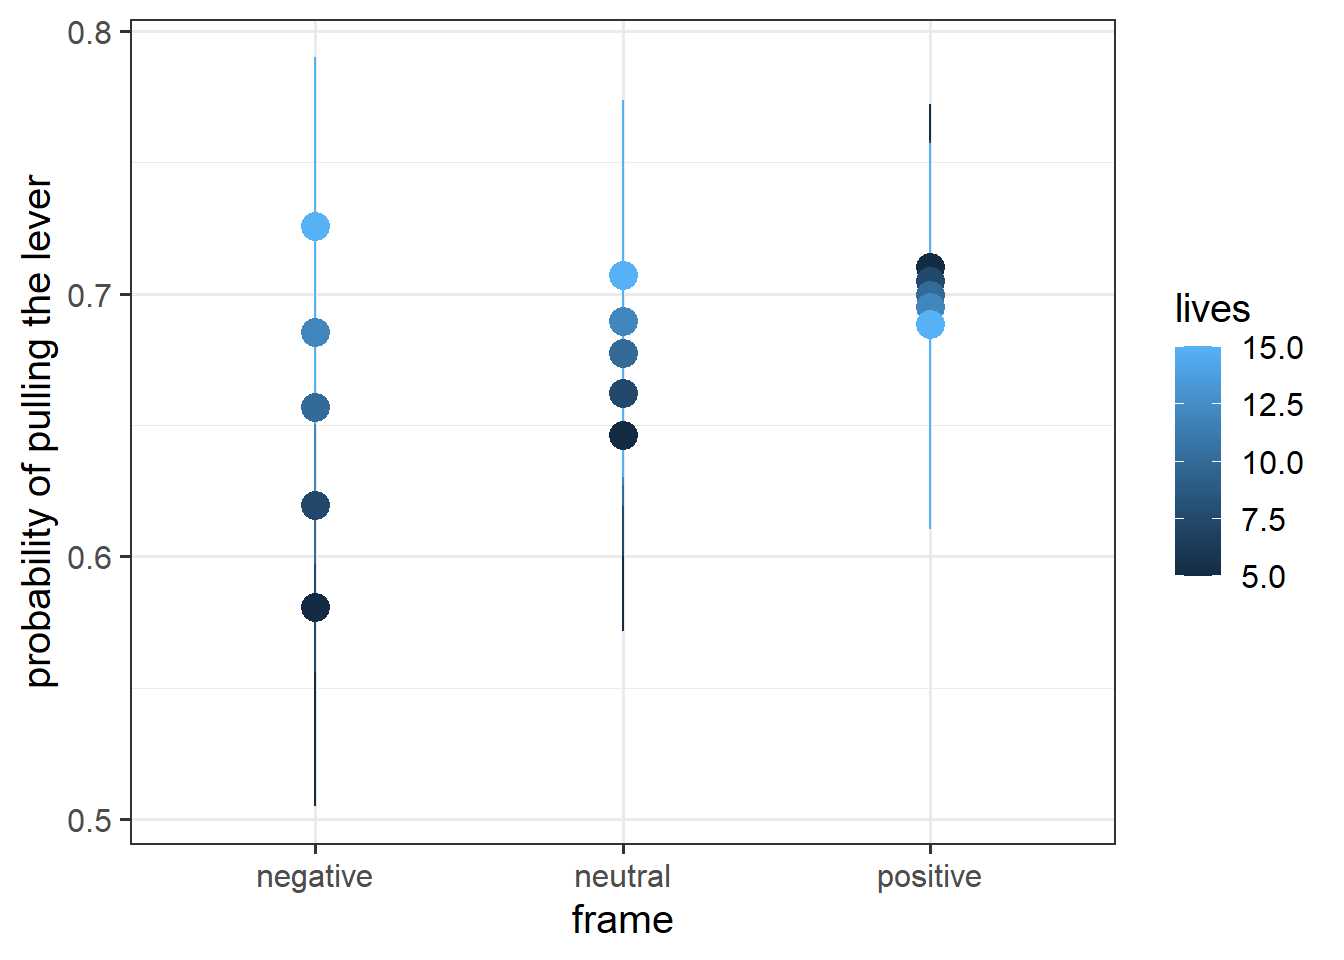 probability of pulling the lever
0.8
0.7
0.6
0.5
negative
neutral
positive
frame
lives
15.0
12.5
10.0
7.5
5.0